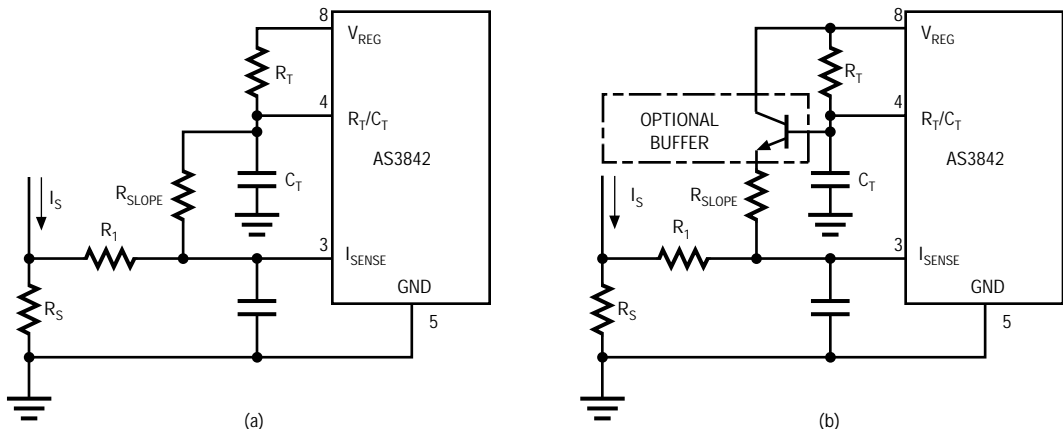 8
V_REG
R_T
4
R_T/C_T
AS3842
C_T
R_SLOPE
I_S
R_1
3
I_SENSE
GND
R_S
5
(a)
8
V_REG
R_T
4
R_T/C_T
OPTIONAL
BUFFER
AS3842
C_T
R_SLOPE
I_S
R_1
3
I_SENSE
GND
R_S
5
(b)